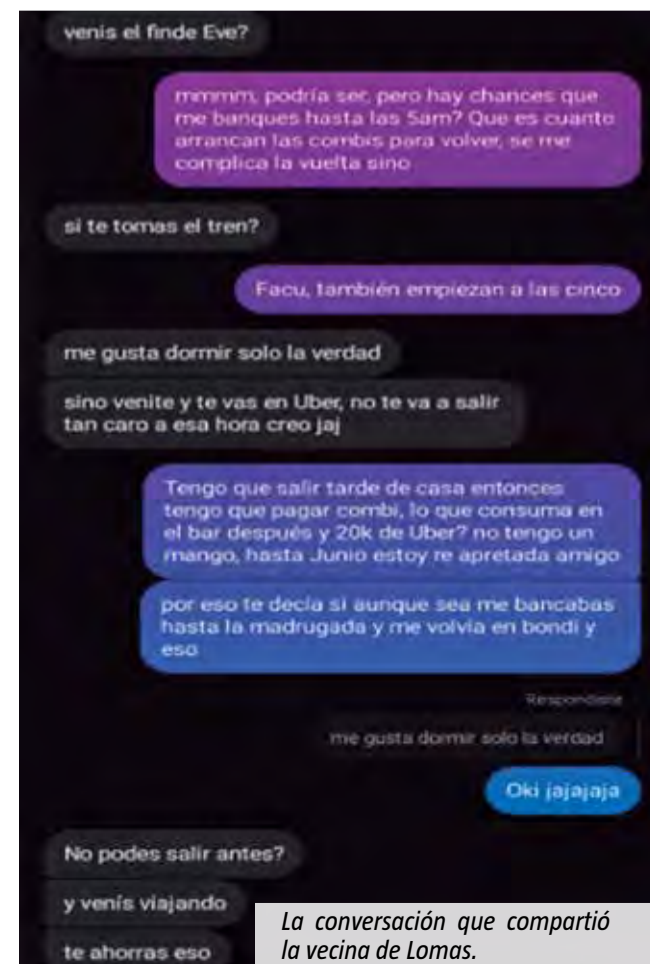 venis el finde Eve?
mmmm, podría ser, pero hay chances que
me banques hasta las 5am? Que es cuanto
arrancan las combis para volver, se me
complica la vuelta sino
si te tomas el tren?
Facu, también empiezan a las cinco
me gusta dormir solo la verdad
sino venite y te vas en Uber, no te va a salir
tan caro a esa hora creo jaj
Tengo que salir tarde de casa entonces
tengo que pagar combi, lo que consuma en
el bar después y 20k de Uber? no tengo un
mango, hasta Junio estoy re apretada amigo
por eso te decía si aunque sea me bancabas
hasta la madrugada y me volvía en bondi y
eso
Respondiste
me gusta dormir solo la verdad
Oki jajajaja
No podes salir antes?
y venís viajando
te ahorras eso
La conversación que compartió
la vecina de Lomas.